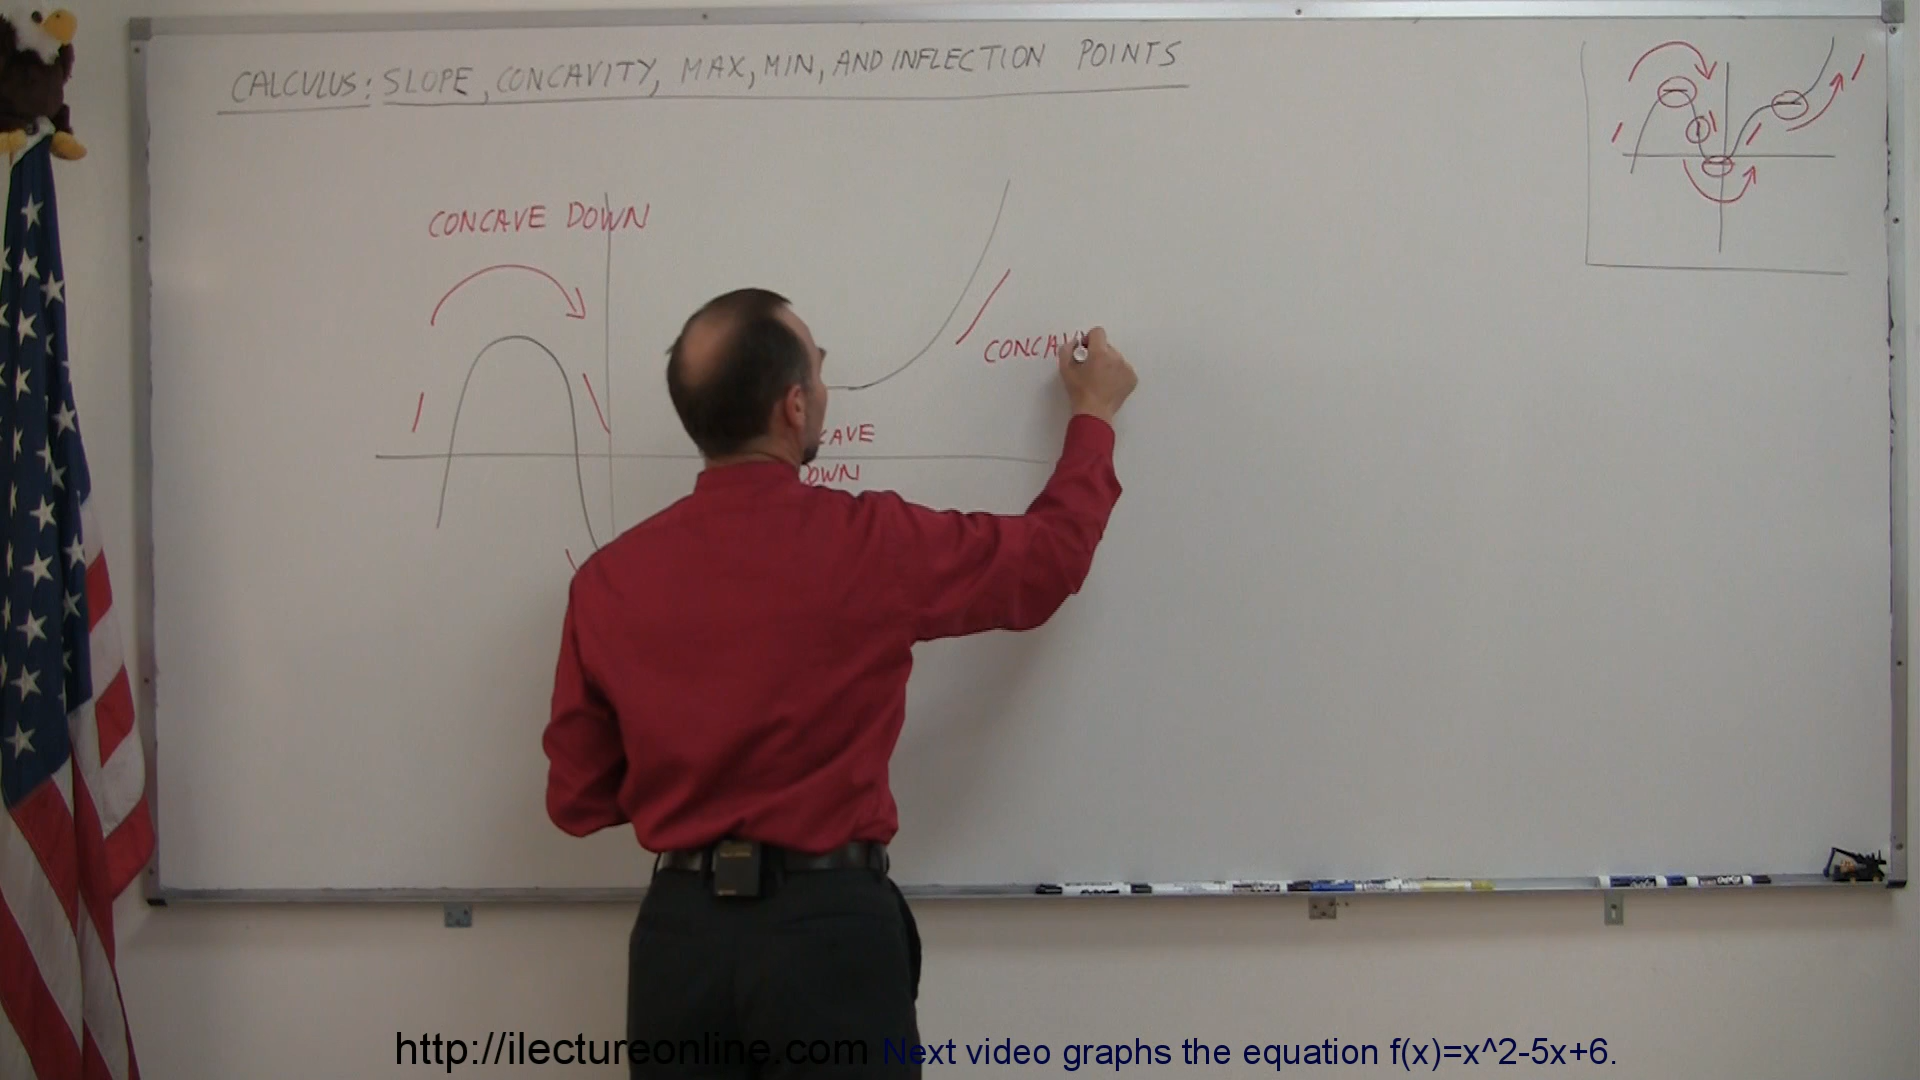 CALCULUS: SLOPE, CONCAVITY, MAX, MIN, AND INFLECTION POINTS
CONCAVE DOWN
CAVE
DOWN
http://ilectureonline.com Next video graphs the equation f(x)=x^2-5x+6.